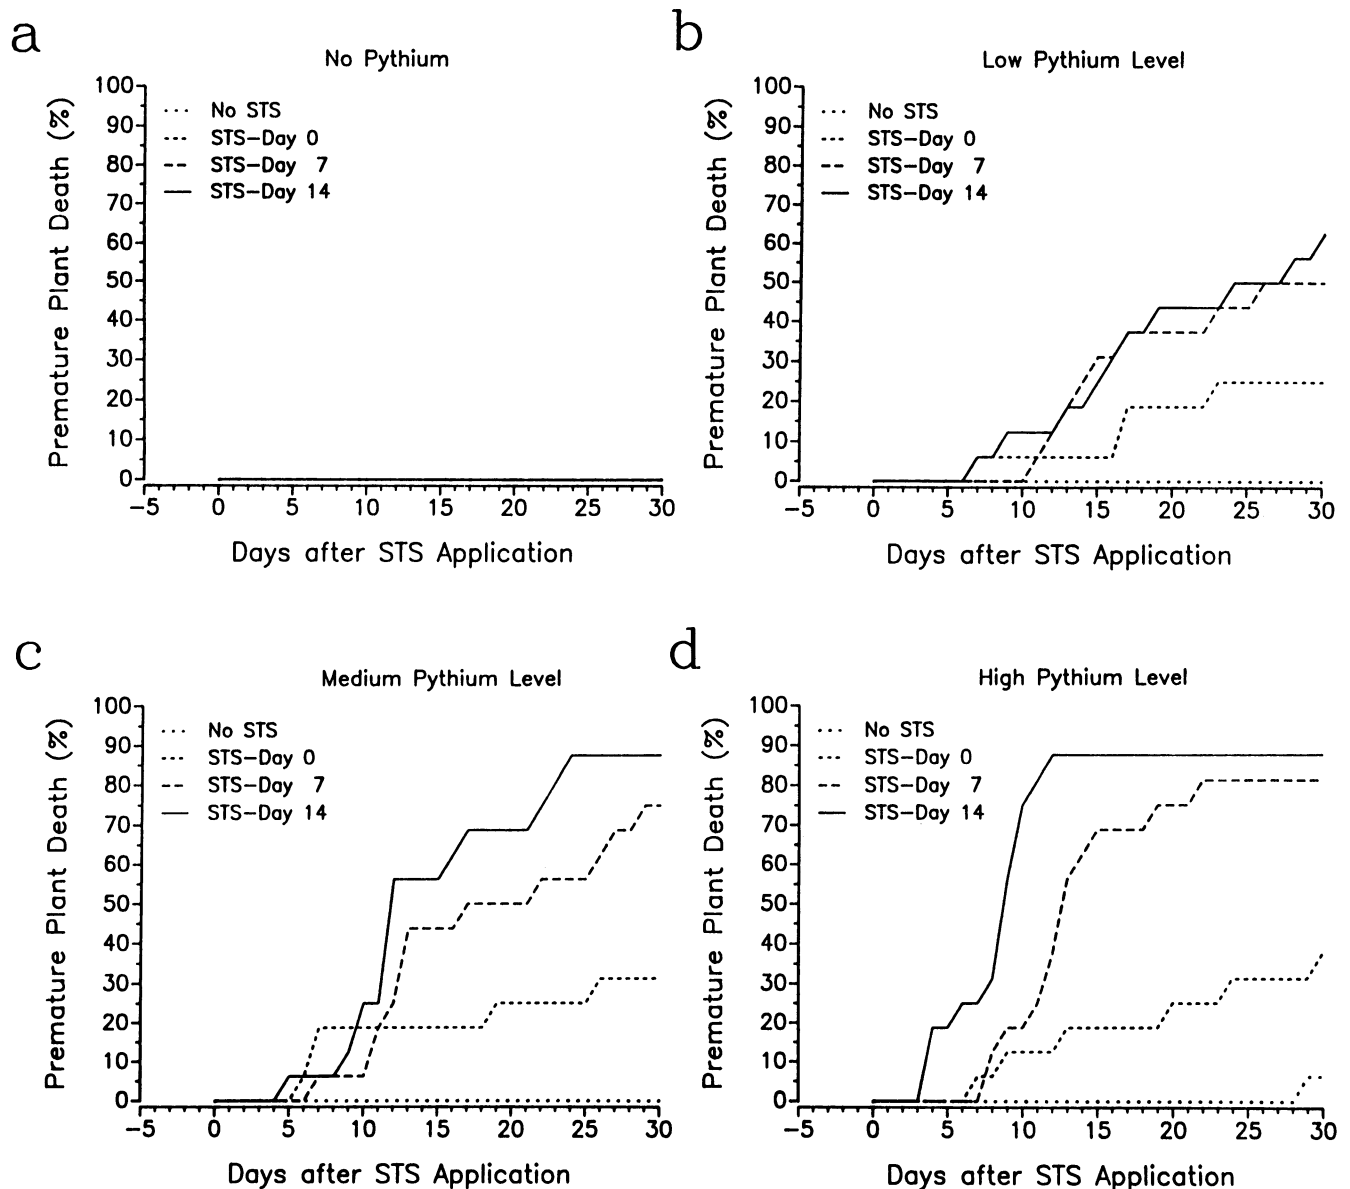 a
No Pythium
Premature Plant Death (%)
100
90
80
70
60
50
40
30
20
10
0
No STS
STS-Day 0
STS-Day 7
STS-Day 14
-5 0 5 10 15 20 25 30
Days after STS Application
b
Low Pythium Level
Premature Plant Death (%)
100
90
80
70
60
50
40
30
20
10
0
No STS
STS-Day 0
STS-Day 7
STS-Day 14
-5 0 5 10 15 20 25 30
Days after STS Application
c
Medium Pythium Level
Premature Plant Death (%)
100
90
80
70
60
50
40
30
20
10
0
No STS
STS-Day 0
STS-Day 7
STS-Day 14
-5 0 5 10 15 20 25 30
Days after STS Application
d
High Pythium Level
Premature Plant Death (%)
100
90
80
70
60
50
40
30
20
10
0
No STS
STS-Day 0
STS-Day 7
STS-Day 14
-5 0 5 10 15 20 25 30
Days after STS Application